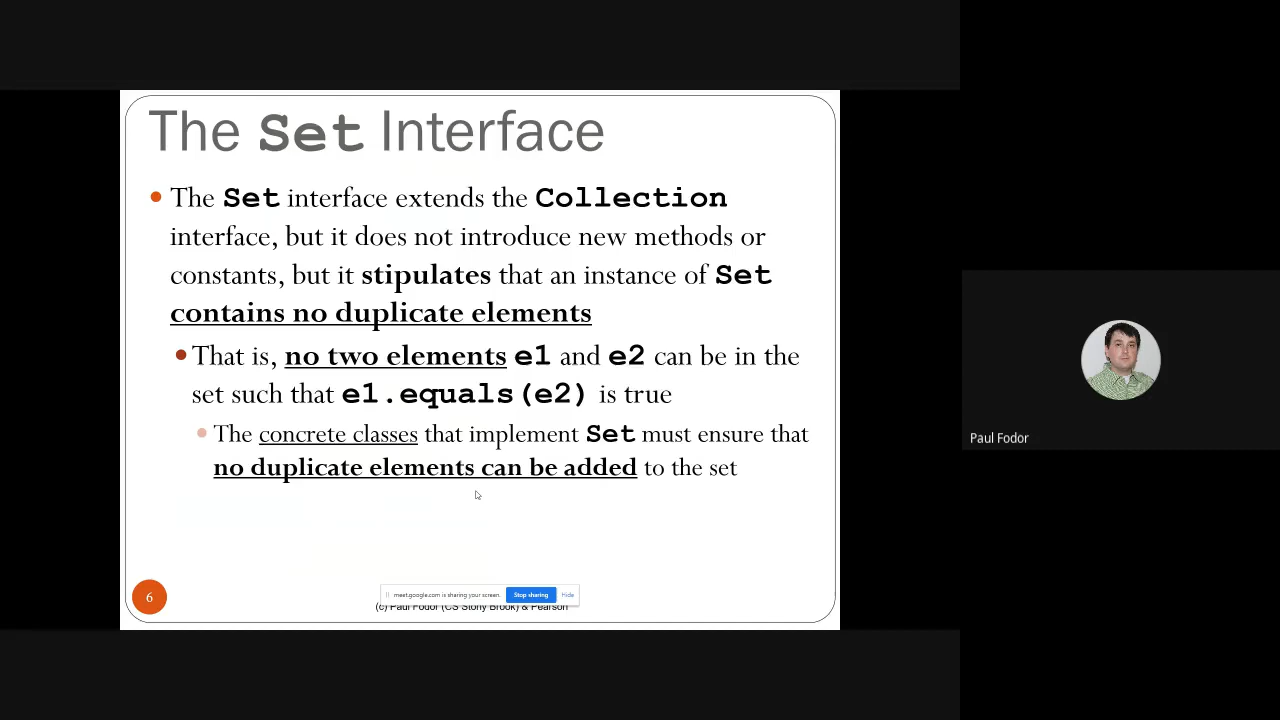 The Set Interface
The Set interface extends the Collection
interface, but it does not introduce new methods or
constants, but it stipulates that an instance of Set
contains no duplicate elements
That is, no two elements e1 and e2 can be in the
set such that e1.equals(e2) is true
The concrete classes that implement Set must ensure that
no duplicate elements can be added to the set
meet.google.com is sharing your screen. Stop sharing Hide
6
(c) Paul Fodor (CS Stony Brook) & Pearson
Paul Fodor